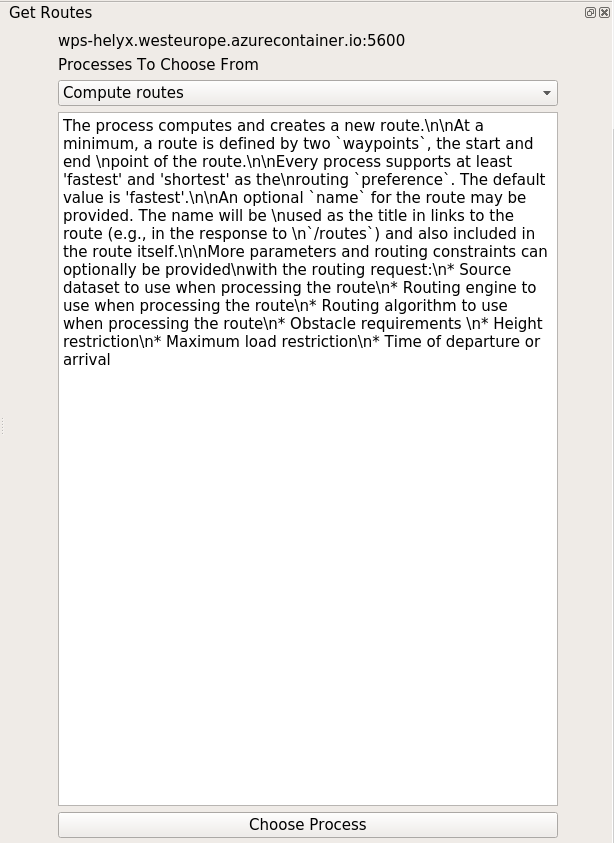 Get Routes
wps-helyx.westeurope.azurecontainer.io:5600
Processes To Choose From
Compute routes
The process computes and creates a new route.\n\nAt a
minimum, a route is defined by two `waypoints`, the start and
end \npoint of the route.\n\nEvery process supports at least
'fastest' and 'shortest' as the\nrouting `preference`. The default
value is 'fastest'.\n\nAn optional `name` for the route may be
provided. The name will be \nused as the title in links to the
route (e.g., in the response to \n`/routes`) and also included in
the route itself.\n\nMore parameters and routing constraints can
optionally be provided\nwith the routing request:\n* Source
dataset to use when processing the route\n* Routing engine to
use when processing the route\n* Routing algorithm to use
when processing the route\n* Obstacle requirements \n* Height
restriction\n* Maximum load restriction\n* Time of departure or
arrival
Choose Process